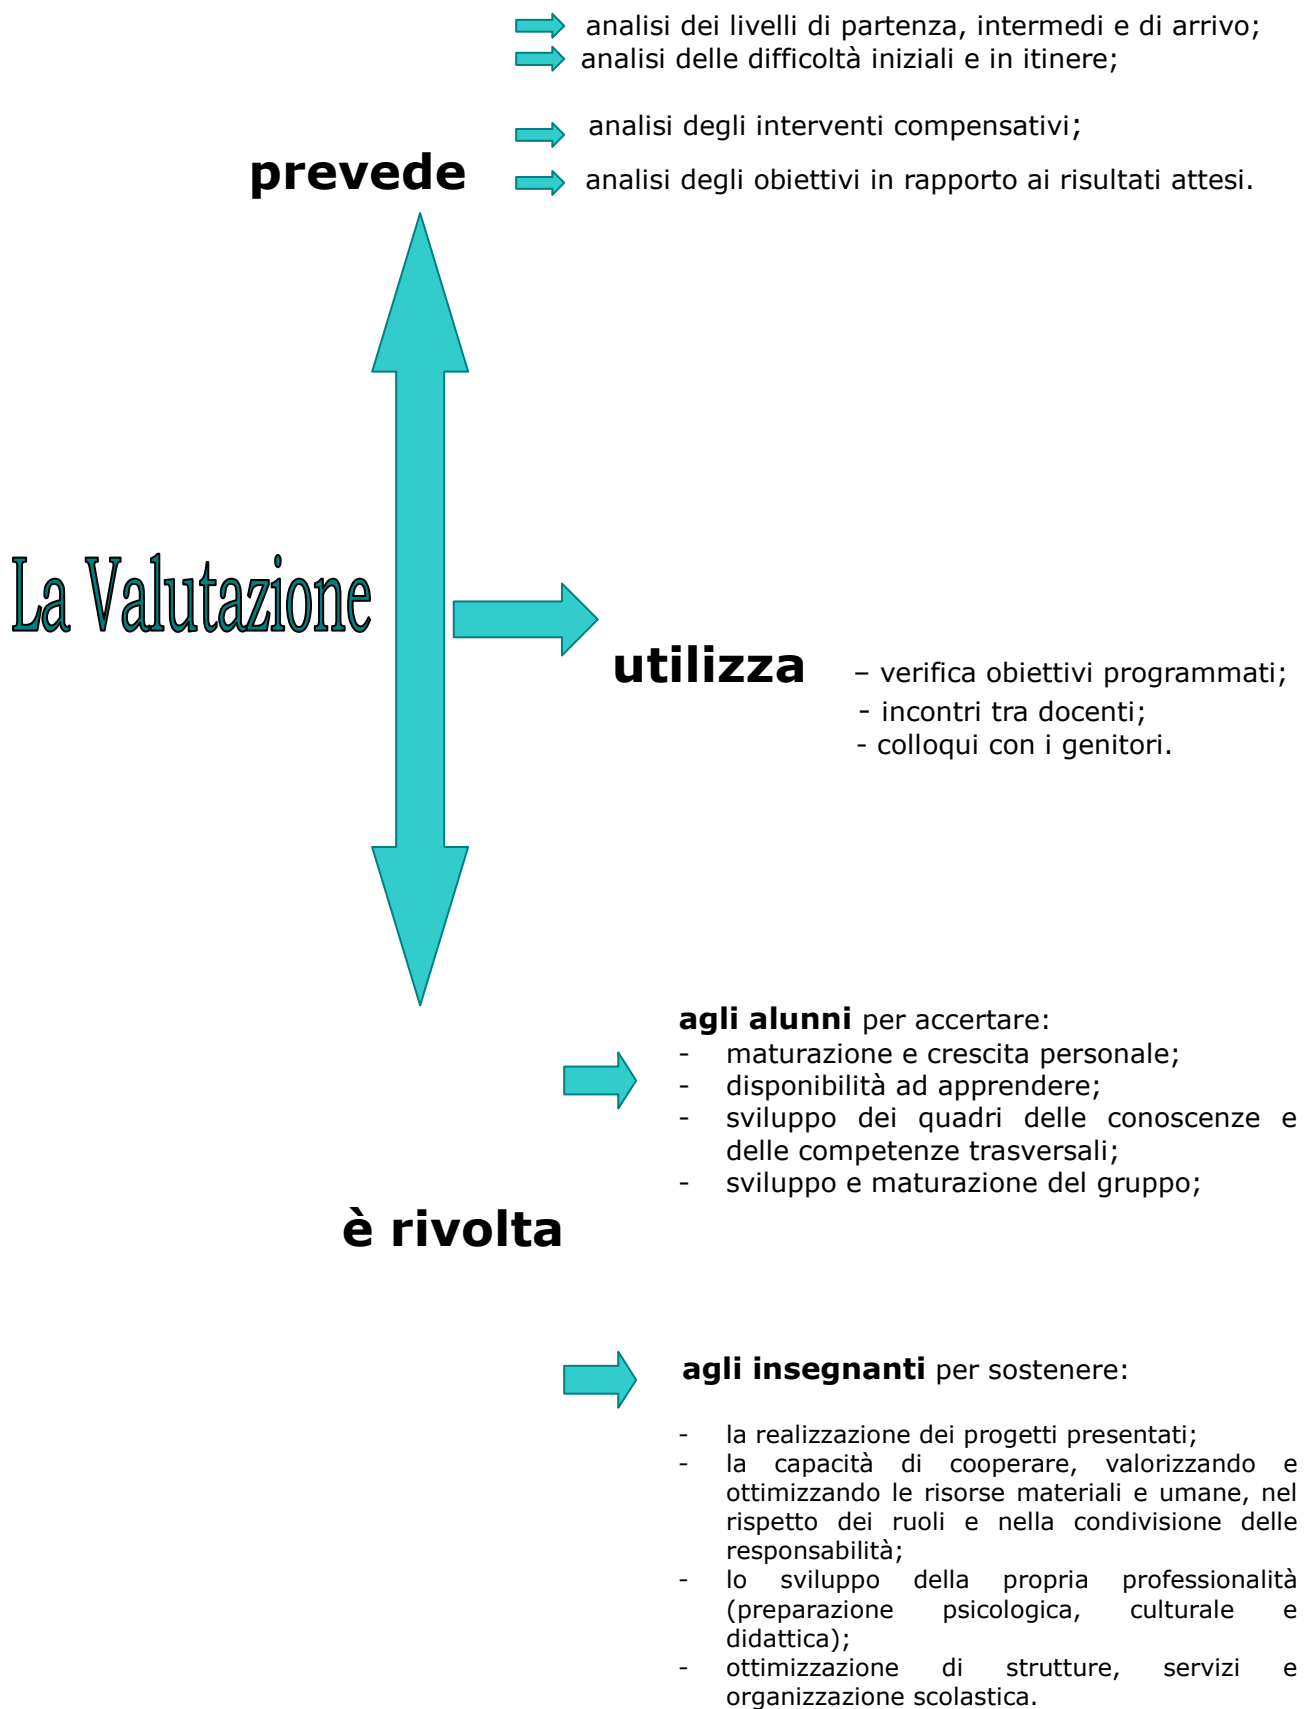 analisi dei livelli di partenza, intermedi e di arrivo;
analisi delle difficoltà iniziali e in itinere;
analisi degli interventi compensativi;
prevede
analisi degli obiettivi in rapporto ai risultati attesi.
La Valutazione
utilizza – verifica obiettivi programmati;
- incontri tra docenti;
- colloqui con i genitori.
agli alunni per accertare:
- maturazione e crescita personale;
- disponibilità ad apprendere;
- sviluppo dei quadri delle conoscenze e
delle competenze trasversali;
- sviluppo e maturazione del gruppo;
è rivolta
agli insegnanti per sostenere:
- la realizzazione dei progetti presentati;
- la capacità di cooperare, valorizzando e
ottimizzando le risorse materiali e umane, nel
rispetto dei ruoli e nella condivisione delle
responsabilità;
- lo sviluppo della propria professionalità
(preparazione psicologica, culturale e
didattica);
- ottimizzazione di strutture, servizi e
organizzazione scolastica.